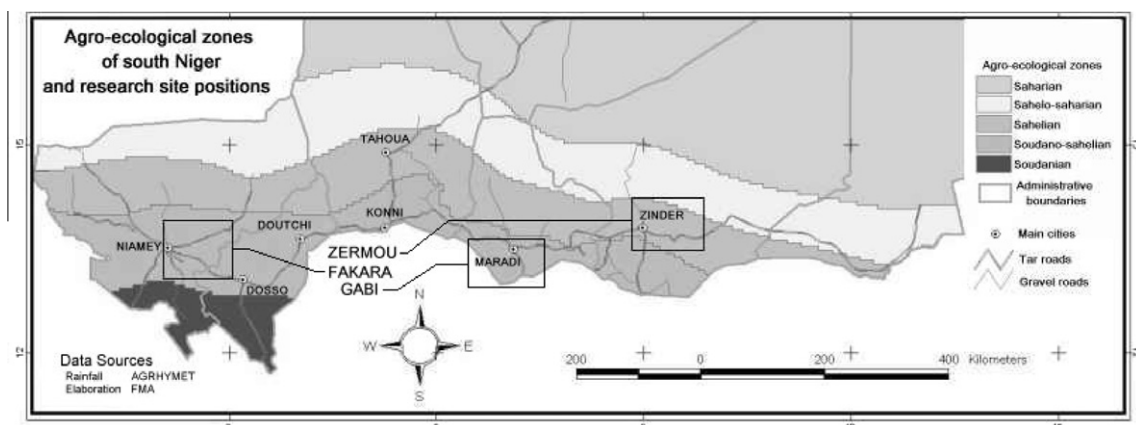 Agro-ecological zones
of south Niger
and research site positions
Agro-ecological zones
Saharian
Sahelo-saharian
Sahelian
Soudano-sahelian
Soudanian
Administrative
boundaries
Main cities
Tar roads
Gravel roads
15
TAHOUA
KONNI
DOUTCHI
NIAMEY
DOSSO
ZINDER
MARADI
ZERMOU
FAKARA
GABI
N
W
E
S
12
Data Sources
Rainfall AGRHYMET
Elaboration FMA
200 0 200 400 Kilometers